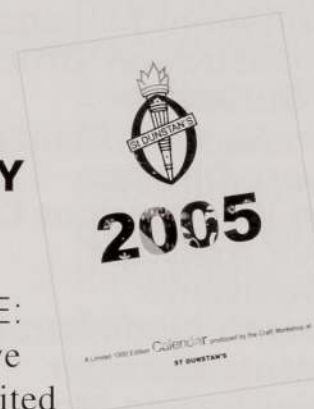 Y
E:
ve
ited
ST DUNSTAN'S
2005
A Limited 1000 Edition Calendar produced by the Craft Workshop at
ST DUNSTAN'S